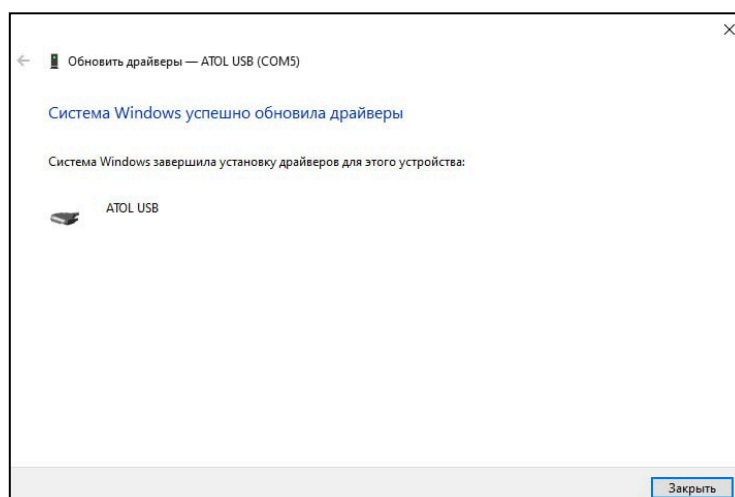 Обновить драйверы — ATOL USB (COM5)
Система Windows успешно обновила драйверы
Система Windows завершила установку драйверов для этого устройства:
ATOL USB
Закрыть